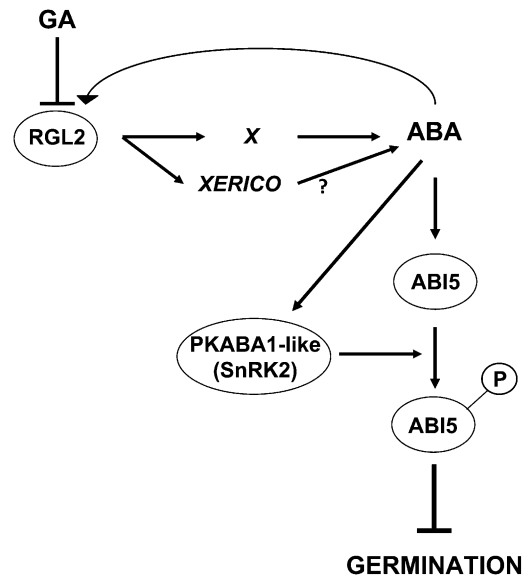 GA
RGL2
X
ABA
XERICO
?
ABI5
PKABA1-like
(SnRK2)
P
ABI5
GERMINATION